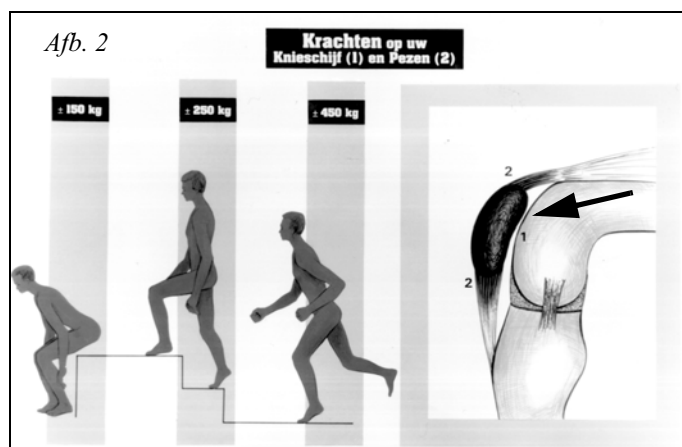 Afb. 2
Krachten op uw
Knieschijf (1) en Pezen (2)
± 150 kg
± 250 kg
± 450 kg
2
1
2